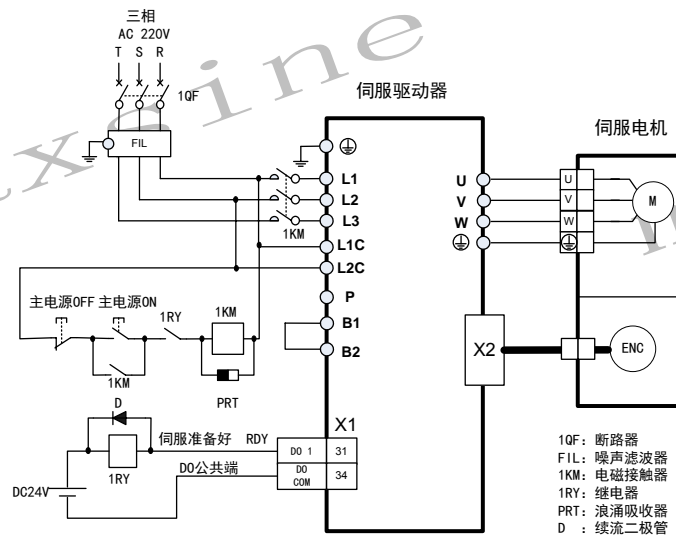 三相
AC 220V
T S R
1QF
FIL
伺服驱动器
伺服电机
L1
L2
L3
1KM
L1C
L2C
P
B1
B2
U
V
W
U
V
W
M
主电源OFF 主电源ON
1RY
1KM
1KM
PRT
X2
ENC
D
1RY
伺服准备好 RDY
DO公共端
DC24V
X1
DO 1
31
DO
COM
34
1QF：断路器
FIL：噪声滤波器
1KM：电磁接触器
1RY：继电器
PRT：浪涌吸收器
D ：续流二极管